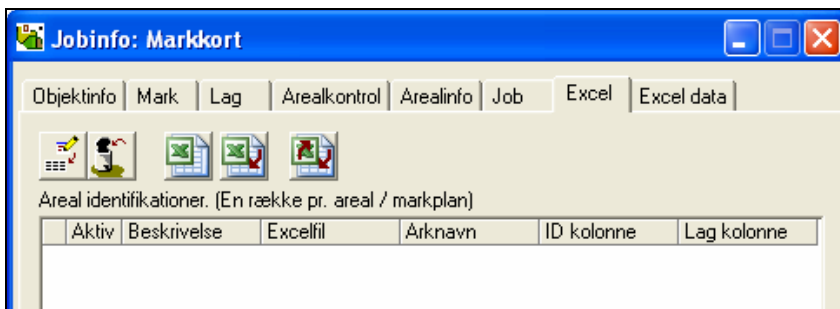 Jobinfo: Markkort
Objektinfo Mark Lag Arealkontrol Arealinfo Job Excel Excel data
Areal identifikationer. (En række pr. areal / markplan)
Aktiv Beskrivelse Excelfil Arknavn ID kolonne Lag kolonne